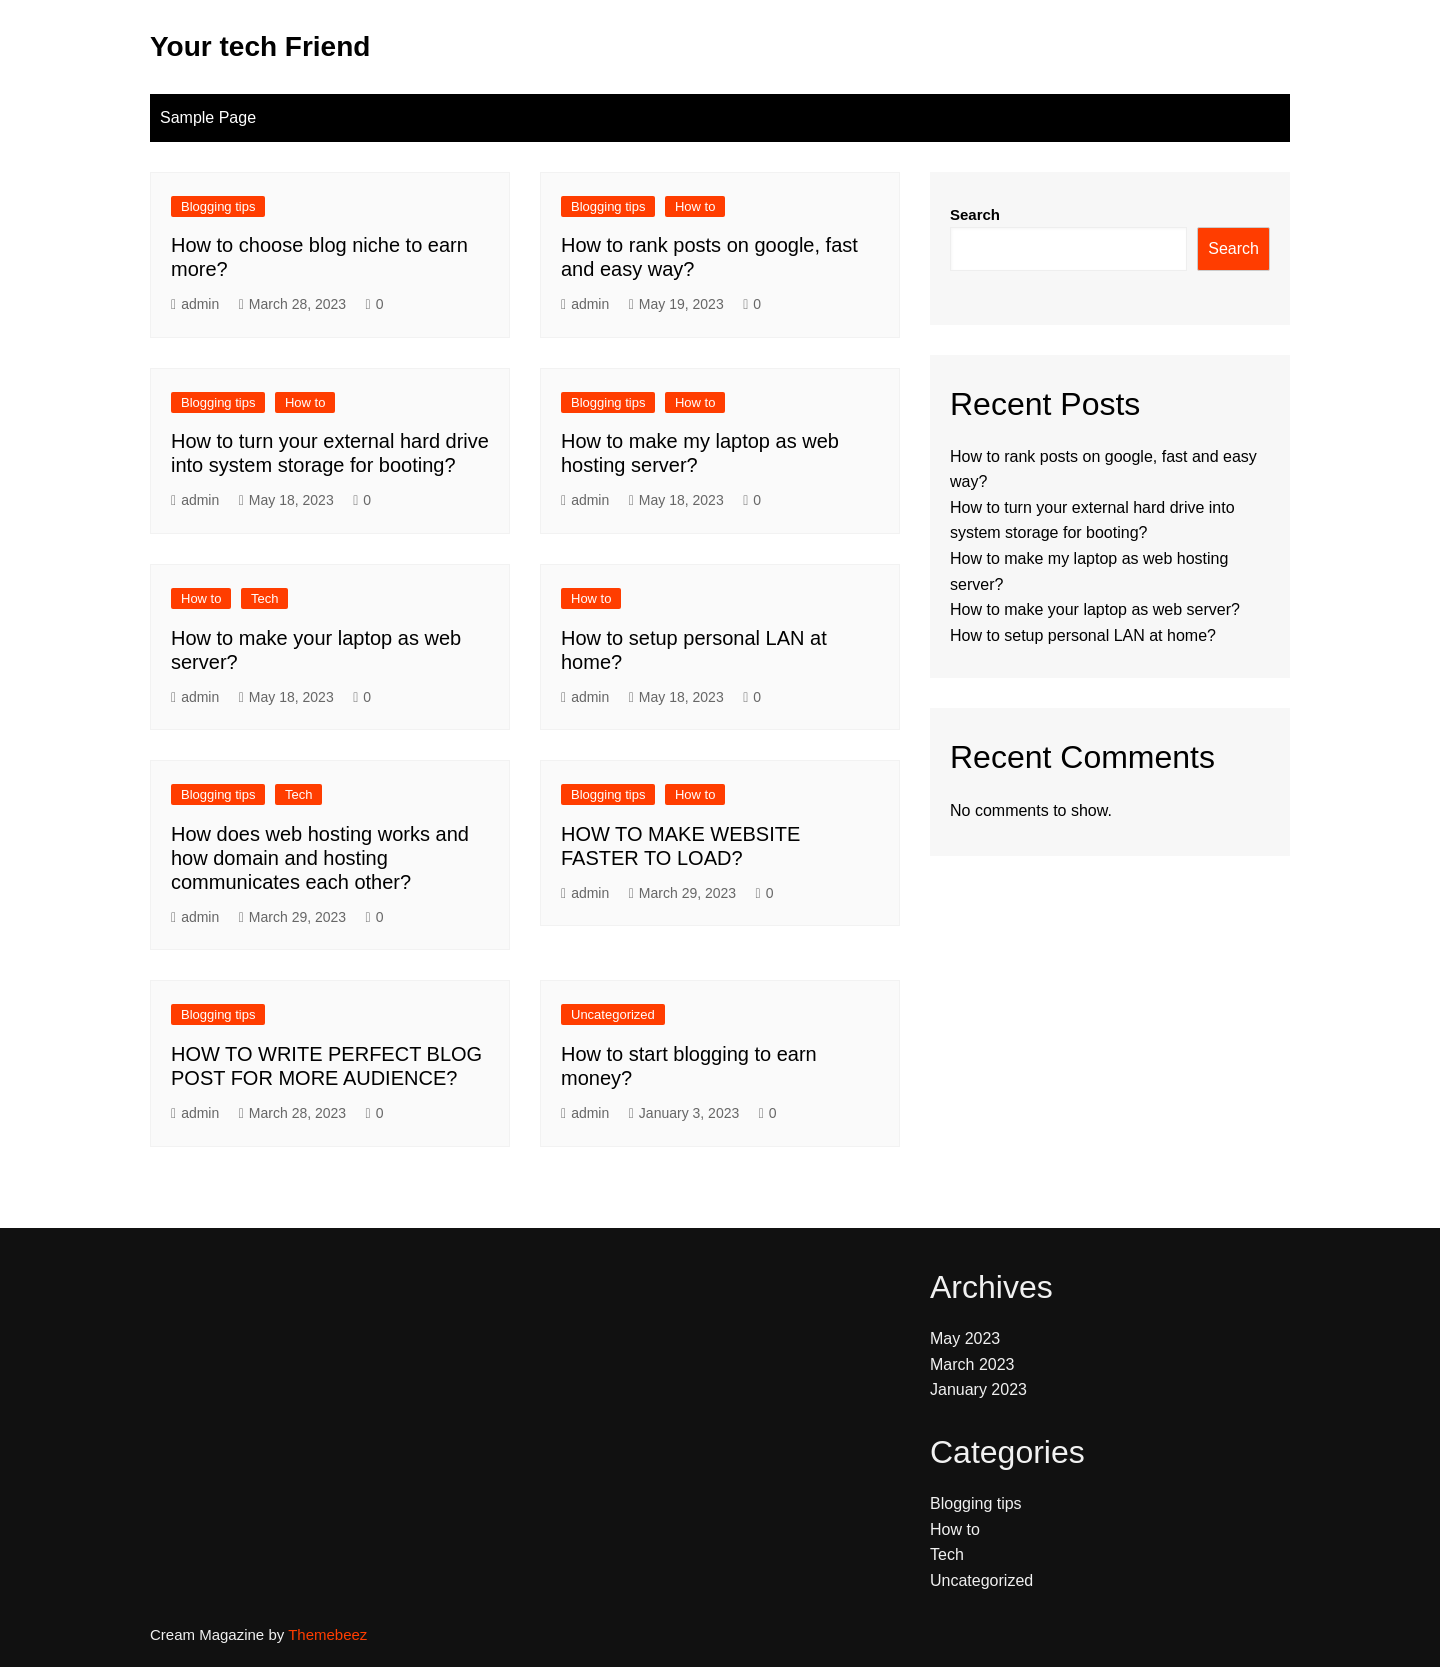 Your tech Friend
Sample Page
Blogging tips
How to choose blog niche to earn
more?
admin March 28, 2023 0
Blogging tips How to
How to rank posts on google, fast
and easy way?
admin May 19, 2023 0
Blogging tips How to
How to turn your external hard drive
into system storage for booting?
admin May 18, 2023 0
Blogging tips How to
How to make my laptop as web
hosting server?
admin May 18, 2023 0
How to Tech
How to make your laptop as web
server?
admin May 18, 2023 0
How to
How to setup personal LAN at
home?
admin May 18, 2023 0
Blogging tips Tech
How does web hosting works and
how domain and hosting
communicates each other?
admin March 29, 2023 0
Blogging tips How to
HOW TO MAKE WEBSITE
FASTER TO LOAD?
admin March 29, 2023 0
Blogging tips
HOW TO WRITE PERFECT BLOG
POST FOR MORE AUDIENCE?
admin March 28, 2023 0
Uncategorized
How to start blogging to earn
money?
admin January 3, 2023 0
Search
Search
Recent Posts
How to rank posts on google, fast and easy
way?
How to turn your external hard drive into
system storage for booting?
How to make my laptop as web hosting
server?
How to make your laptop as web server?
How to setup personal LAN at home?
Recent Comments
No comments to show.
Archives
May 2023
March 2023
January 2023
Categories
Blogging tips
How to
Tech
Uncategorized
Cream Magazine by Themebeez